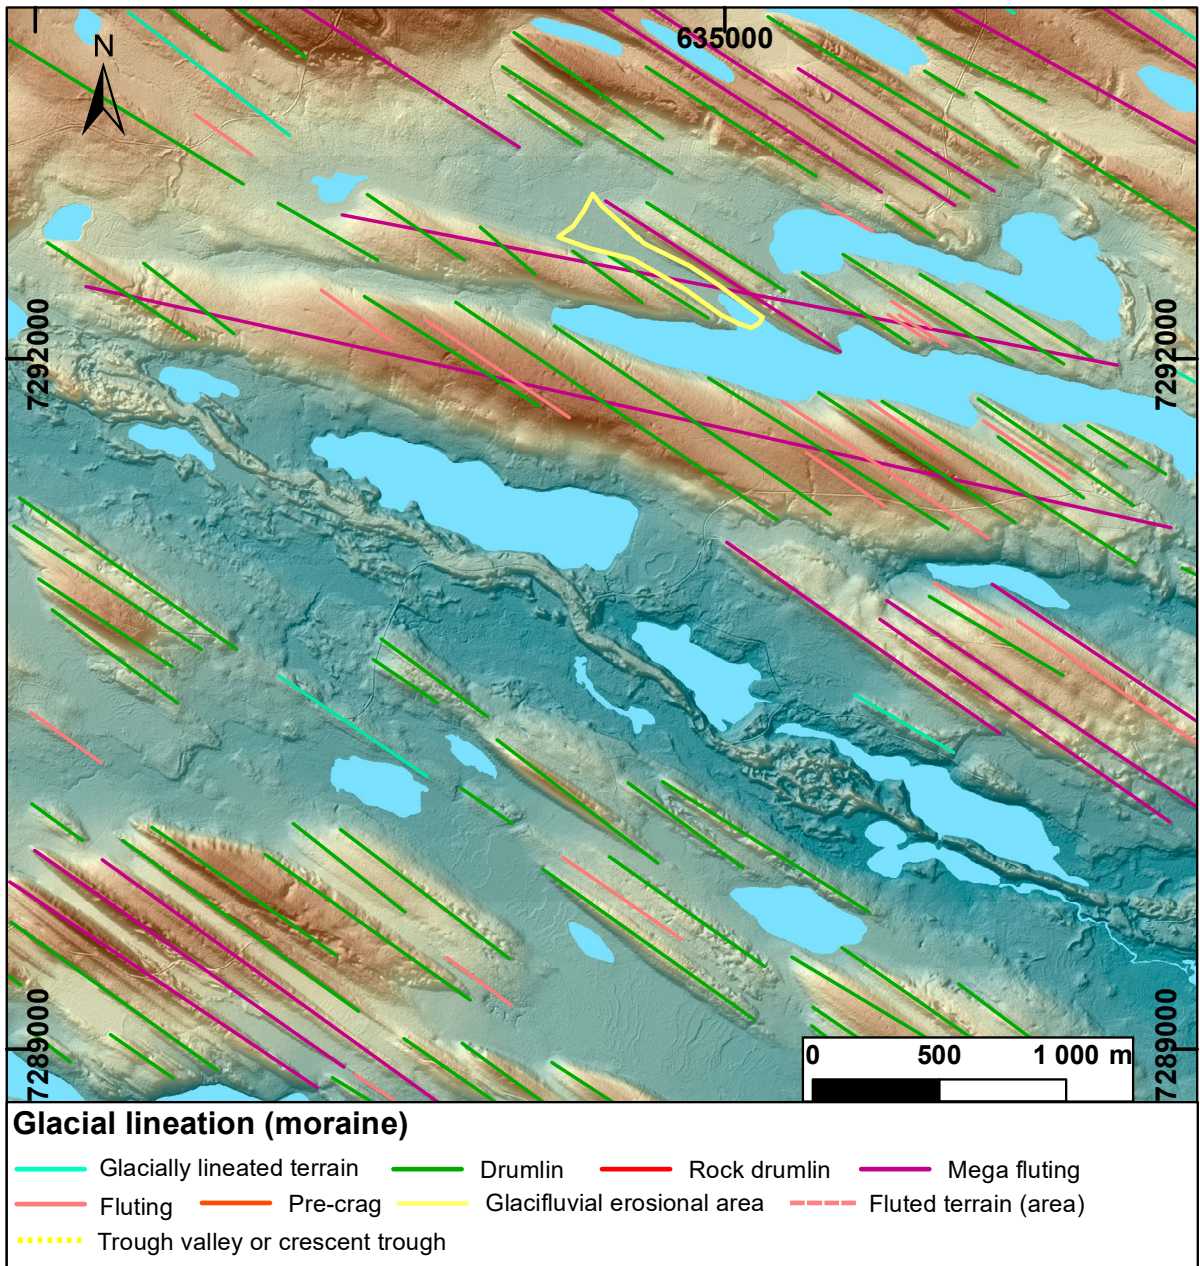 N
635000
7292000
7292000
7289000
7289000
0 500 1 000 m
Glacial lineation (moraine)
Glacially lineated terrain Drumlin Rock drumlin Mega fluting
Fluting Pre-crag Glacifluvial erosional area Fluted terrain (area)
Trough valley or crescent trough